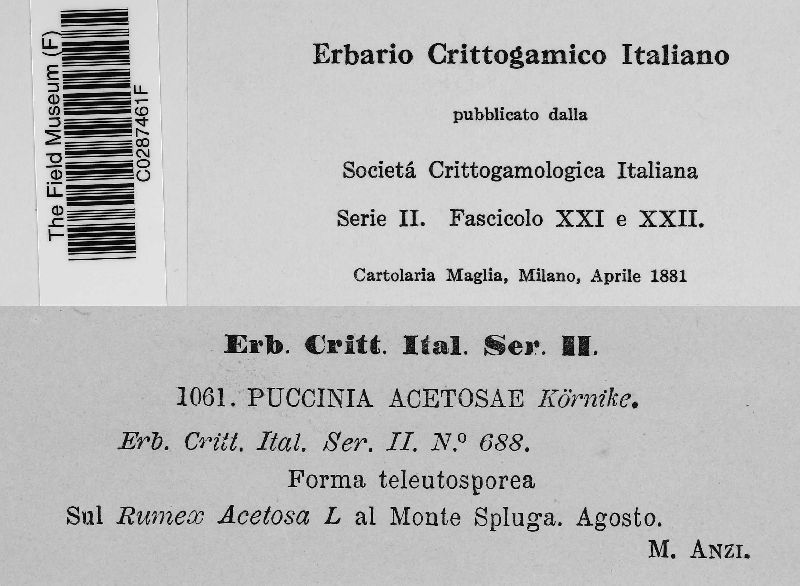 The Field Museum (F)
C0287461F
Erbario Crittogamico Italiano
pubblicato dalla
Societá Crittogamologica Italiana
Serie II. Fascicolo XXI e XXII.
Cartolaria Maglia, Milano, Aprile 1881
Erb. Critt. Ital. Ser. II.
1061. PUCCINIA ACETOSAE Körnike.
Erb. Critt. Ital. Ser. II. N.º 688.
Forma teleutosporea
Sul Rumex Acetosa L al Monte Spluga. Agosto.
M. ANZI.